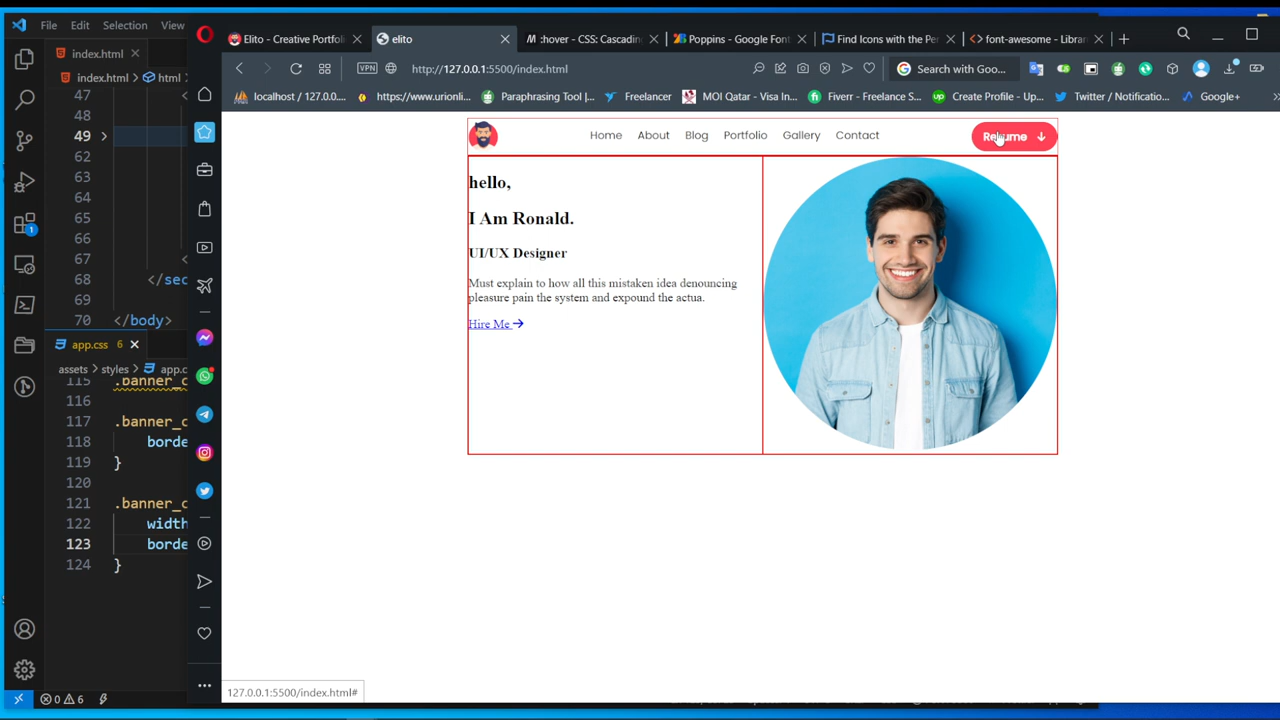 File Edit Selection View
Elito - Creative Portfoli
elito
:hover - CSS: Cascadin
Poppins - Google Fon
Find Icons with the Pe
font-awesome - Librar
index.html
http://127.0.0.1:5500/index.html
VPN
Search with Goo...
index.html > html
localhost / 127.0.0....
https://www.urionli...
Paraphrasing Tool |...
Freelancer
MOI Qatar - Visa In...
Fiverr - Freelance S...
Create Profile - Up...
Twitter / Notificatio...
Google+
47
48
49
62
63
64
65
66
67
68 </sec
69
70 </body>
Home About Blog Portfolio Gallery Contact
Resume
hello,
I Am Ronald.
UI/UX Designer
Must explain to how all this mistaken idea denouncing
pleasure pain the system and expound the actua.
Hire Me
app.css 6
assets > styles > app.c
115 .banner_c
116
117 .banner_c
118 borde
119 }
120
121 .banner_c
122 width
123 borde
124 }
1
0 6
127.0.0.1:5500/index.html#